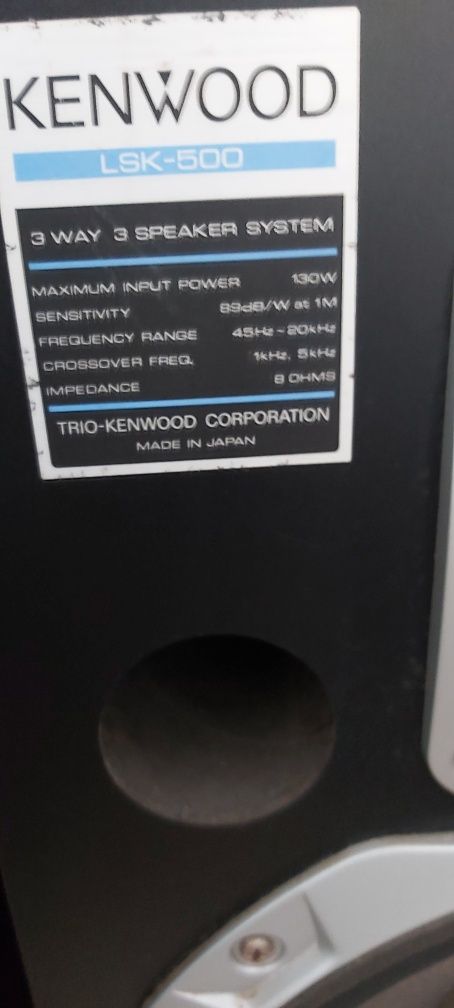 KENWOOD
LSK-500
3 WAY 3 SPEAKER SYSTEM
MAXIMUM INPUT POWER 130W
SENSITIVITY 89dB/W at 1M
FREQUENCY RANGE 45Hz~20kHz
CROSSOVER FREQ. 1kHz, 5kHz
IMPEDANCE 8 OHMS
TRIO-KENWOOD CORPORATION
MADE IN JAPAN